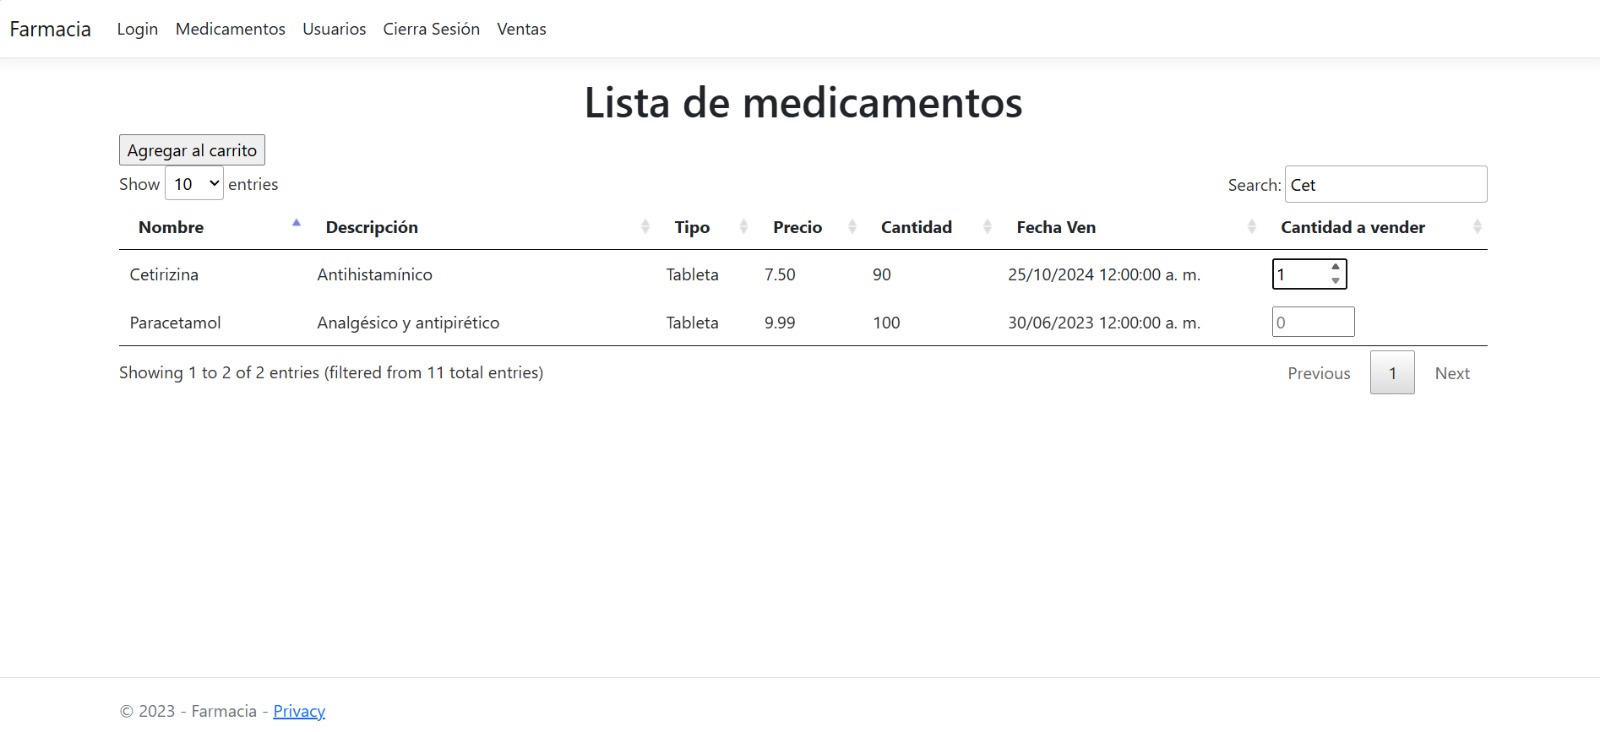 Farmacia Login Medicamentos Usuarios Cierra Sesión Ventas
Lista de medicamentos
Agregar al carrito
Show 10 entries Search: Cet
Nombre Descripción Tipo Precio Cantidad Fecha Ven Cantidad a vender
Cetirizina Antihistamínico Tableta 7.50 90 25/10/2024 12:00:00 a. m. 1
Paracetamol Analgésico y antipirético Tableta 9.99 100 30/06/2023 12:00:00 a. m. 0
Showing 1 to 2 of 2 entries (filtered from 11 total entries) Previous 1 Next
© 2023 - Farmacia - Privacy